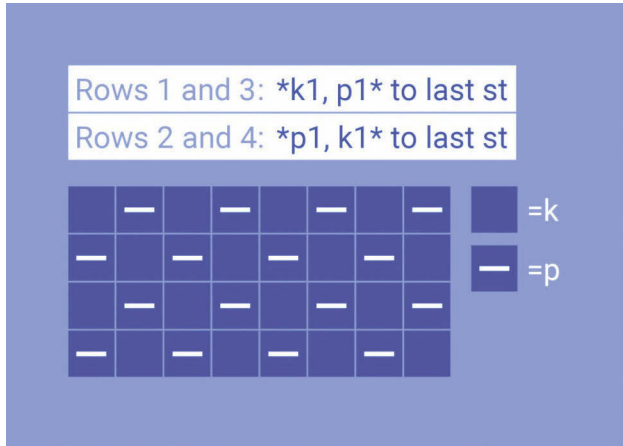 Rows 1 and 3: *k1, p1* to last st
Rows 2 and 4: *p1, k1* to last st
=k
=p